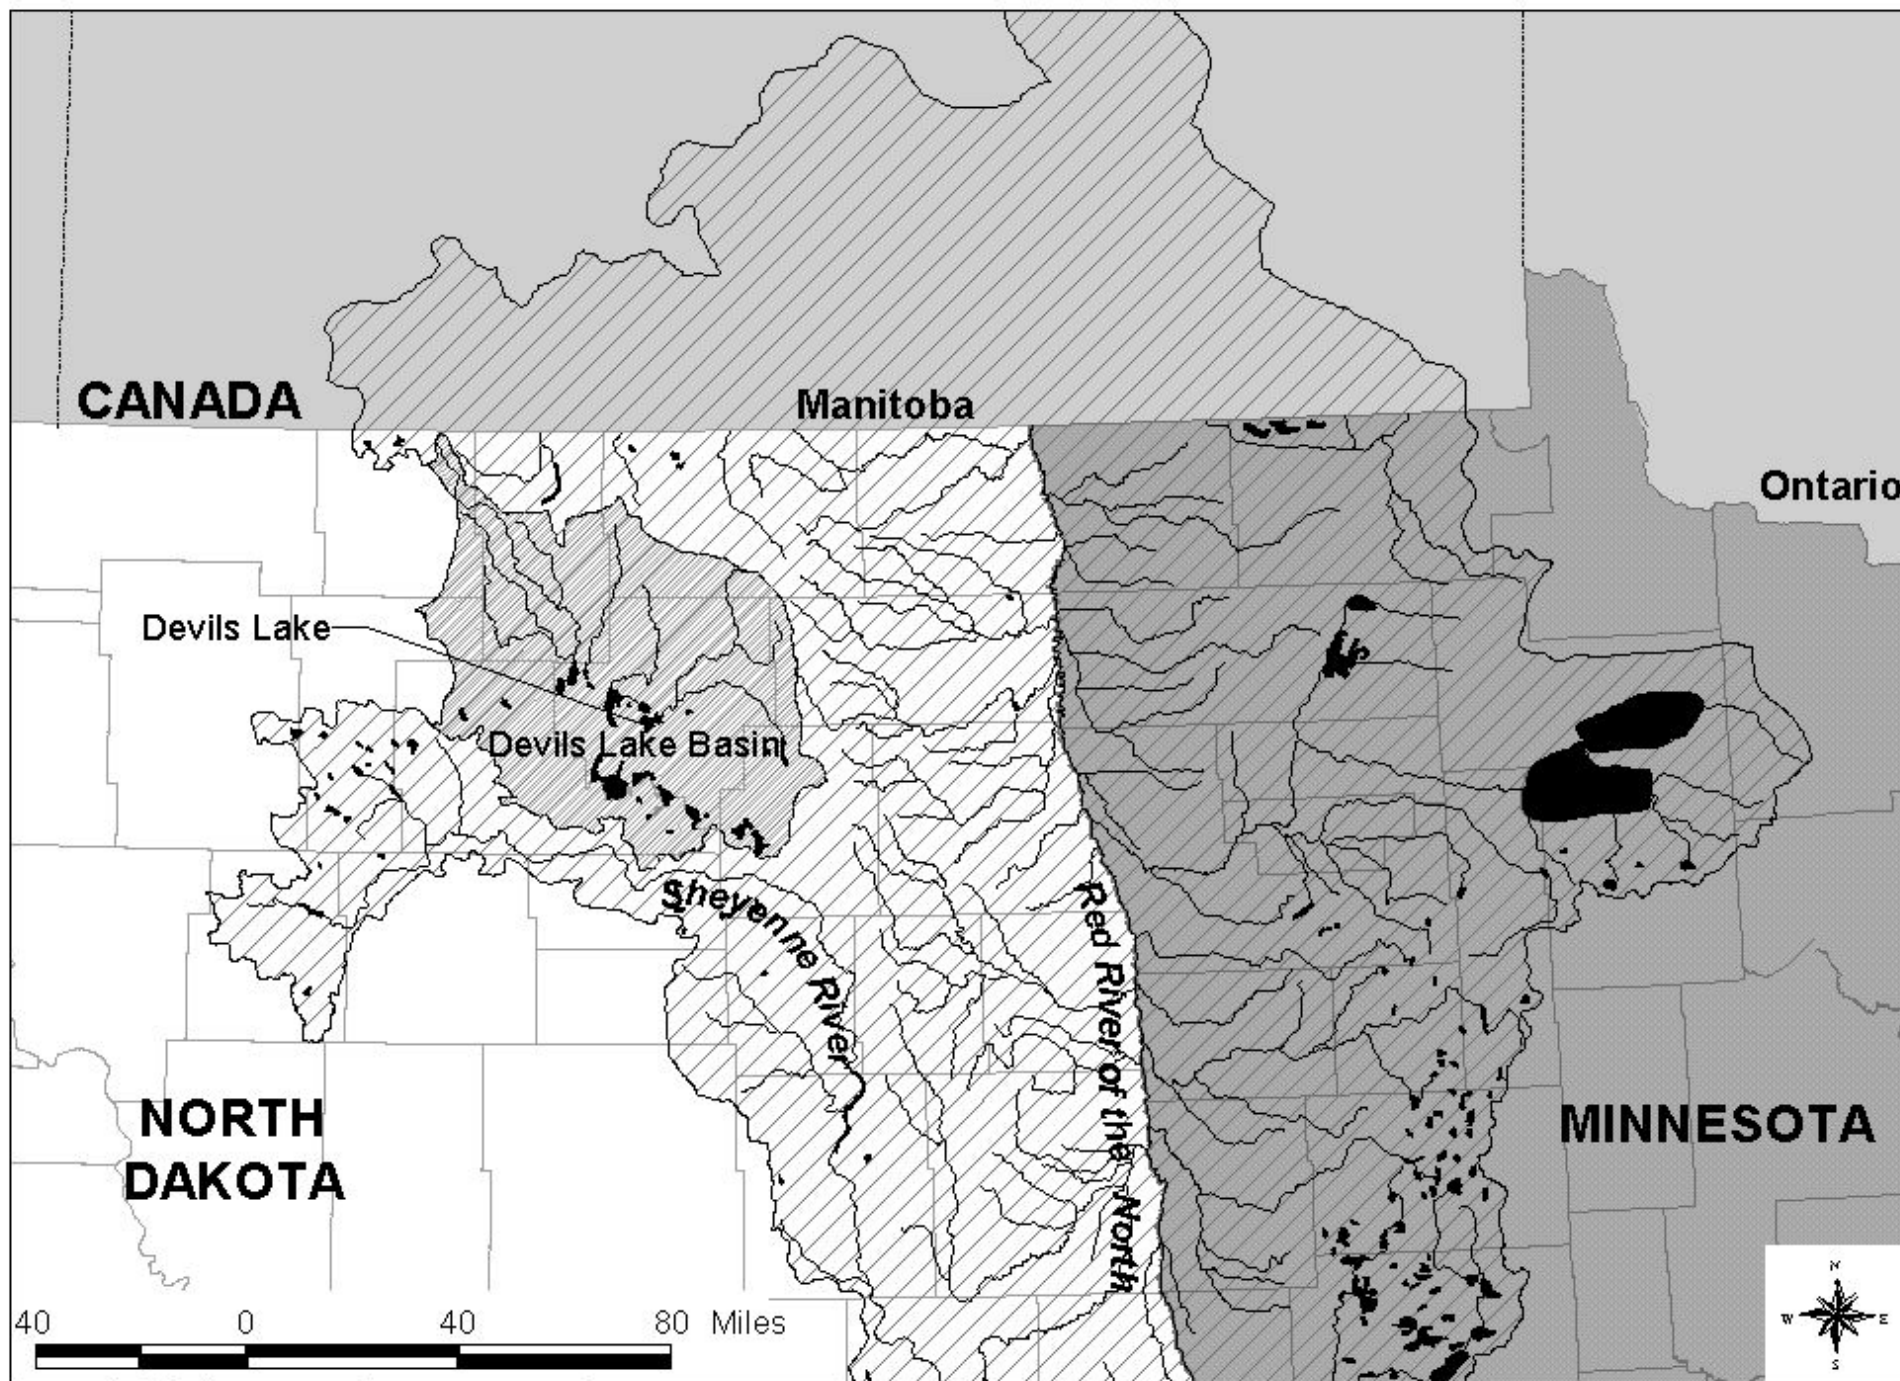 CANADA
Manitoba
Ontario
Devils Lake
Devils Lake Basin
Sheyenne River
Red River of the North
NORTH
DAKOTA
MINNESOTA
N
W E
S
40 0 40 80 Miles